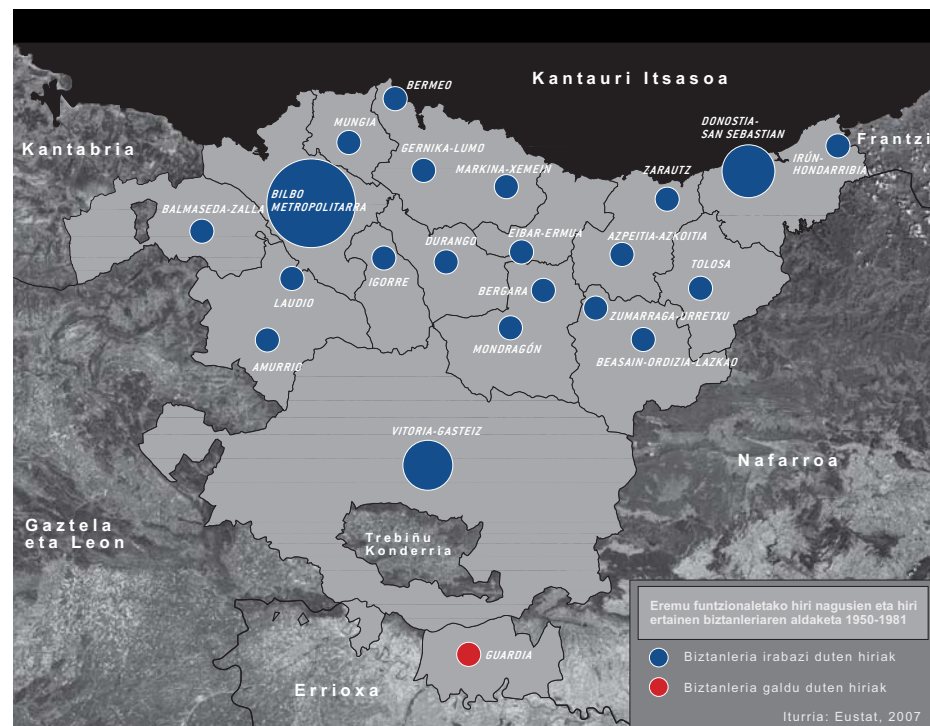 Kantauri Itsasoa
BERMEO
MUNGIA
DONOSTIA-
SAN SEBASTIAN
Kantabria
GERNIKA-LUMO
Frantzi
MARKINA-XEMEIN
ZARAUTZ
IRÚN-
HONDARRIBIA
BILBO
METROPOLITARRA
BALMASEDA-ZALLA
EIBAR-ERMUA
AZPEITIA-AZKOITIA
DURANGO
TOLOSA
IGORRE
BERGARA
LAUDIO
ZUMARRAGA-URRETXU
MONDRAGÓN
BEASAIN-ORDIZIA-LAZKAO
AMURRIO
VITORIA-GASTEIZ
Nafarroa
Gaztela
eta Leon
Trebiñu
Konderria
Eremu funtzionaletako hiri nagusien eta hiri
ertainen biztanleriaren aldaketa 1950-1981
GUARDIA
Biztanleria irabazi duten hiriak
Biztanleria galdu duten hiriak
Errioxa
Iturria: Eustat, 2007